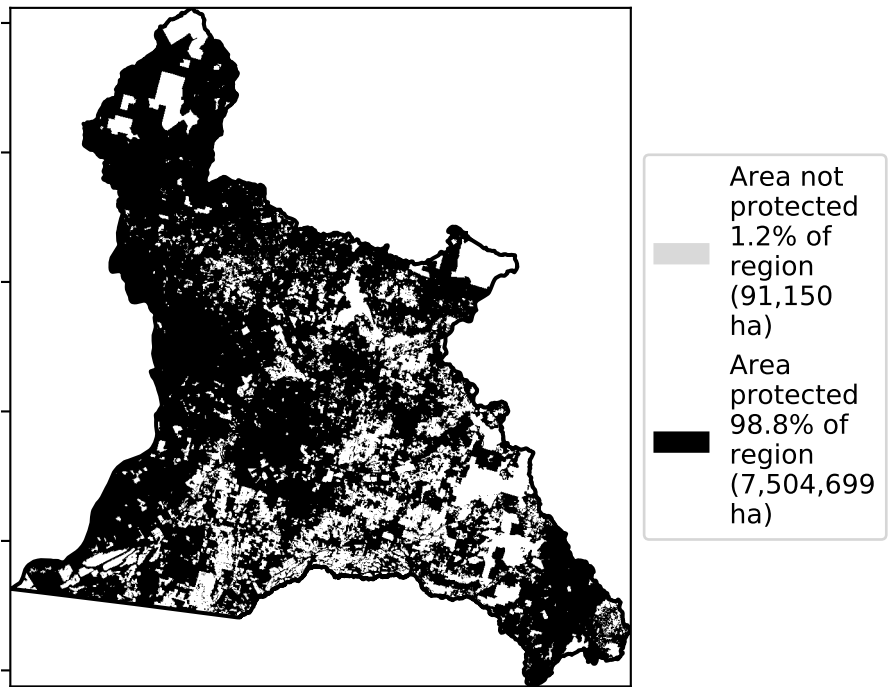 Area not
protected
1.2% of
region
(91,150
ha)
Area
protected
98.8% of
region
(7,504,699
ha)